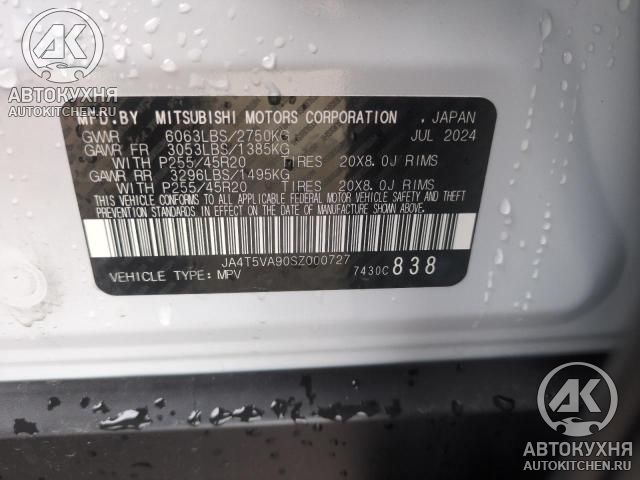 АК
АВТОКУХНЯ
AUTOKITCHEN.RU
MFD.BY MITSUBISHI MOTORS CORPORATION , JAPAN
GVWR 6063LBS/2750KG JUL 2024
GAWR FR 3053LBS/1385KG
WITH P255/45R20 TIRES 20X8.0J RIMS
GAWR RR 3296LBS/1495KG
WITH P255/45R20 TIRES 20X8.0J RIMS
THIS VEHICLE CONFORMS TO ALL APPLICABLE FEDERAL MOTOR VEHICLE SAFETY AND THEFT
PREVENTION STANDARDS IN EFFECT ON THE DATE OF MANUFACTURE SHOWN ABOVE.
JA4T5VA90SZ000727
VEHICLE TYPE: MPV 7430C 838
АК
АВТОКУХНЯ
AUTOKITCHEN.RU